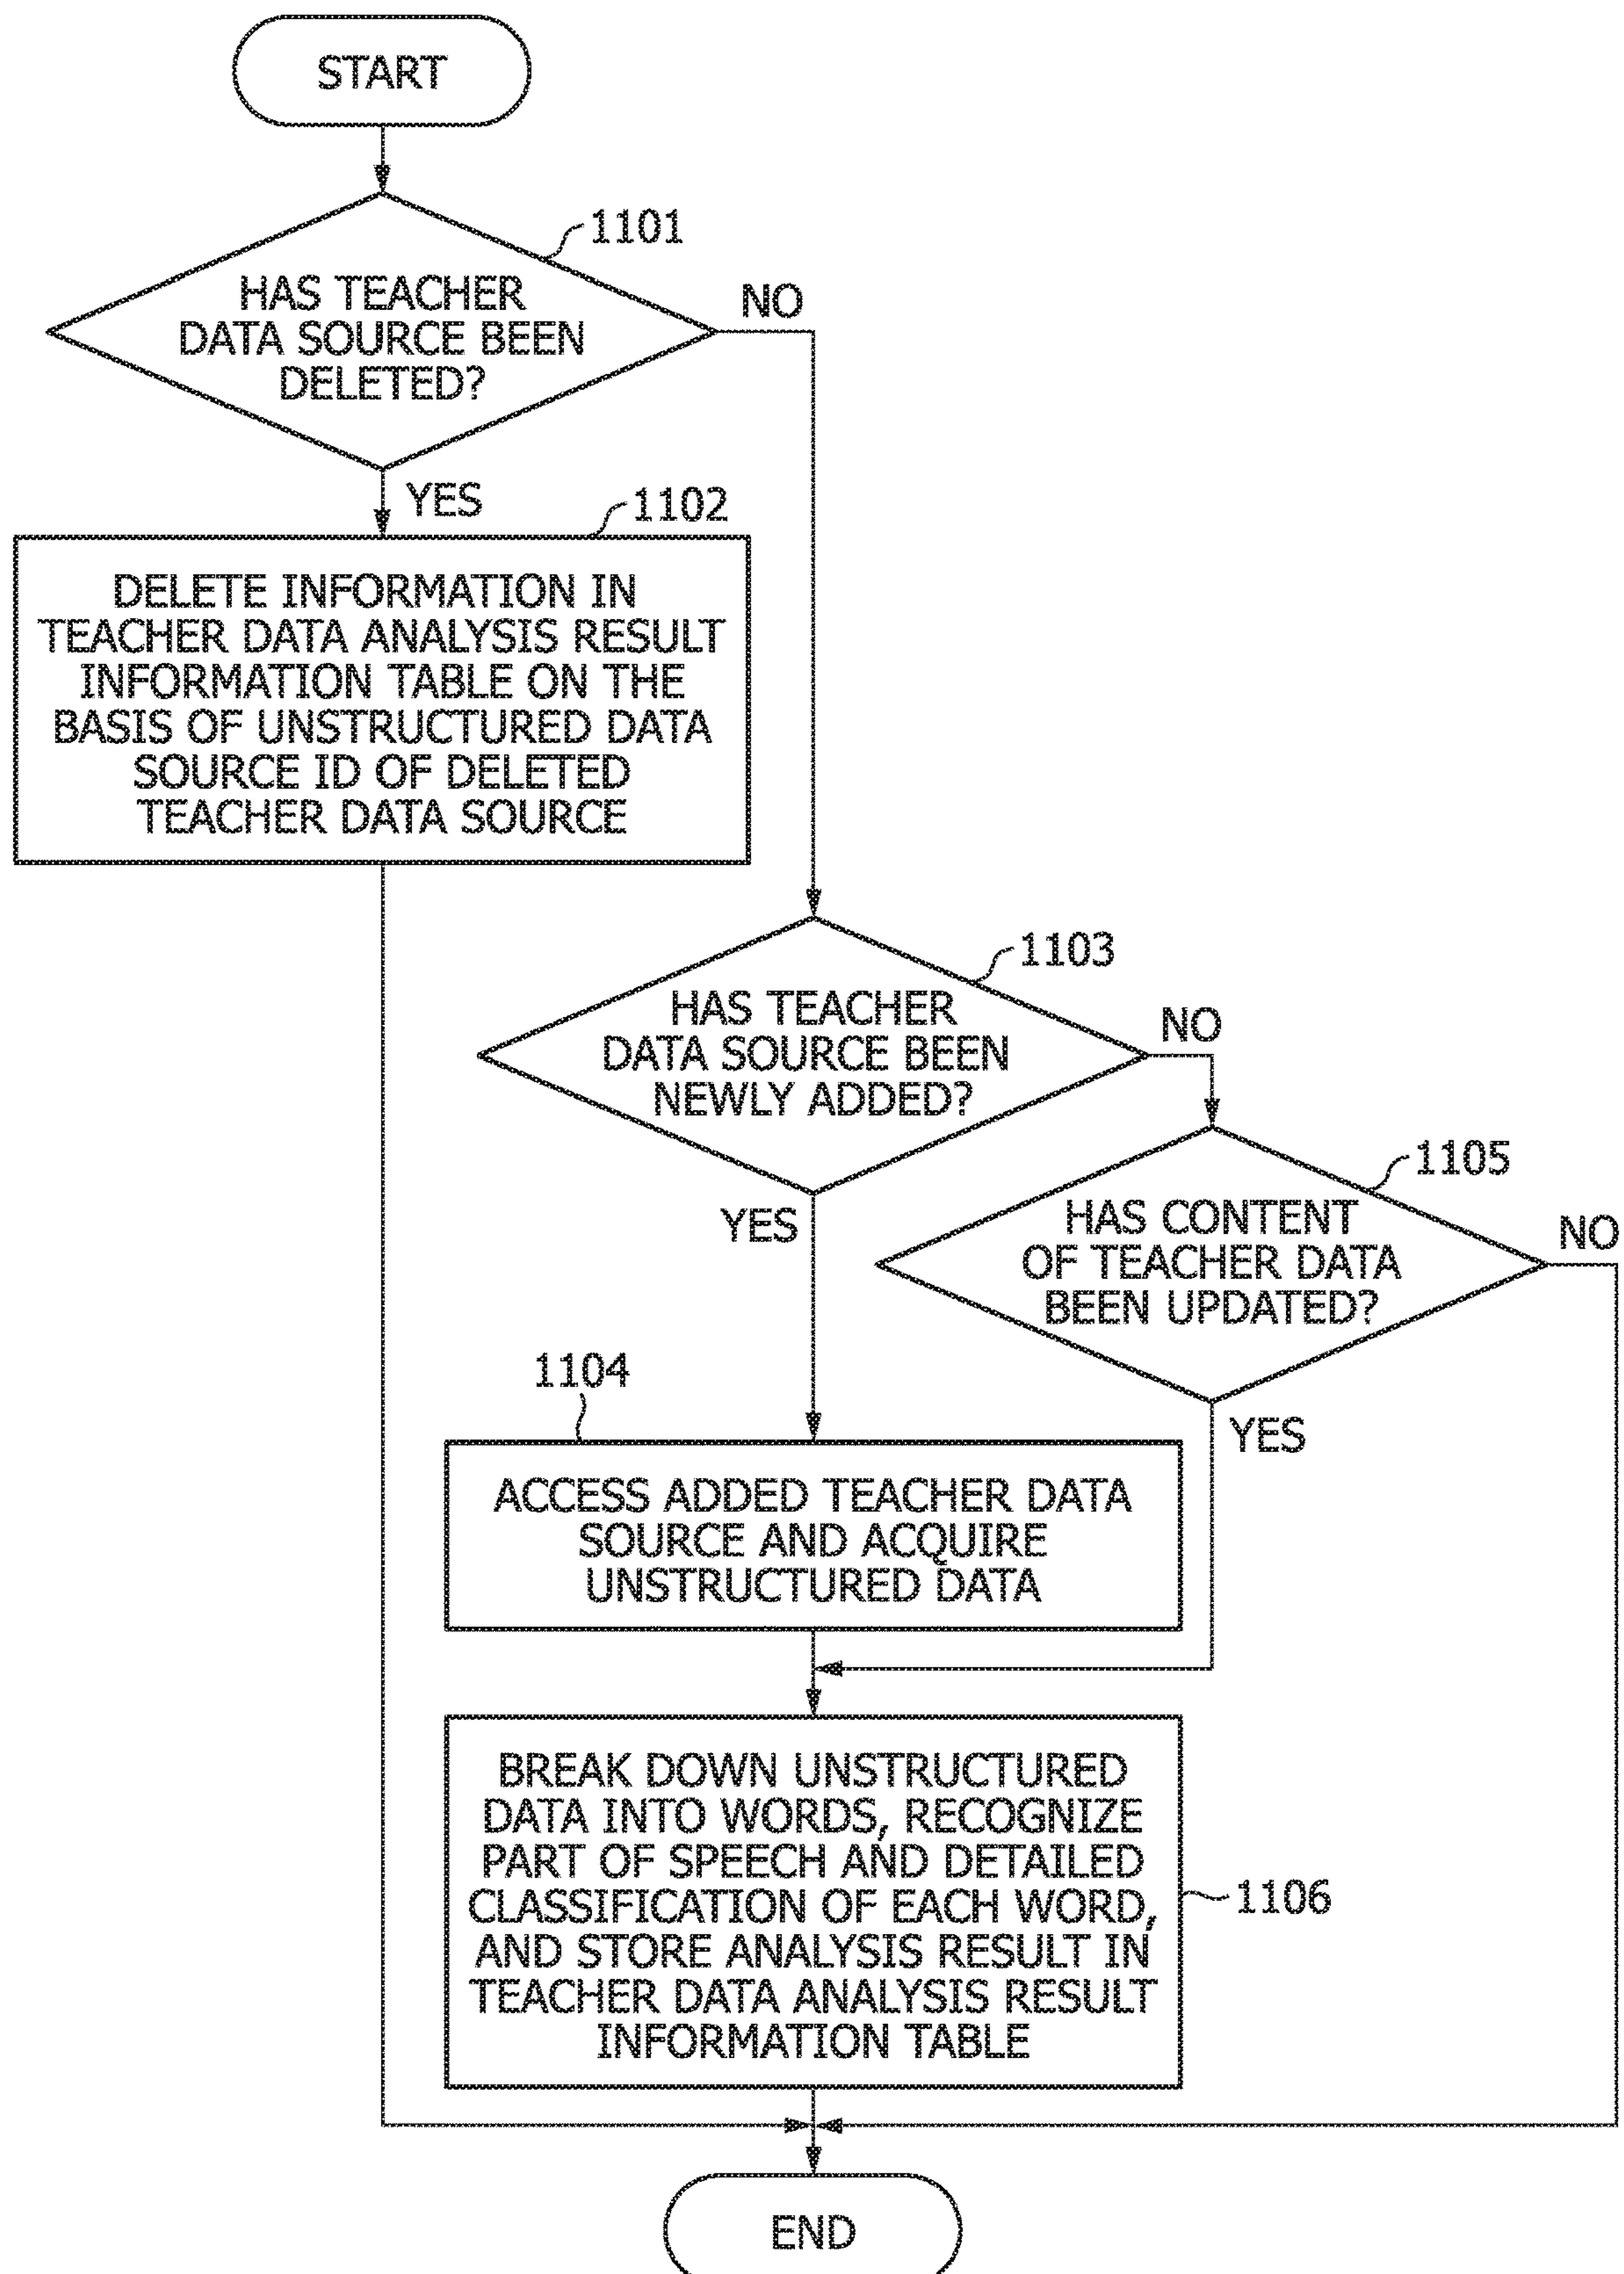 START
1101
HAS TEACHER
DATA SOURCE BEEN
DELETED?
NO
YES
1102
DELETE INFORMATION IN
TEACHER DATA ANALYSIS RESULT
INFORMATION TABLE ON THE
BASIS OF UNSTRUCTURED DATA
SOURCE ID OF DELETED
TEACHER DATA SOURCE
1103
HAS TEACHER
DATA SOURCE BEEN
NEWLY ADDED?
NO
YES
1105
HAS CONTENT
OF TEACHER DATA
BEEN UPDATED?
NO
YES
1104
ACCESS ADDED TEACHER DATA
SOURCE AND ACQUIRE
UNSTRUCTURED DATA
BREAK DOWN UNSTRUCTURED
DATA INTO WORDS, RECOGNIZE
PART OF SPEECH AND DETAILED
CLASSIFICATION OF EACH WORD,
AND STORE ANALYSIS RESULT IN
TEACHER DATA ANALYSIS RESULT
INFORMATION TABLE
1106
END